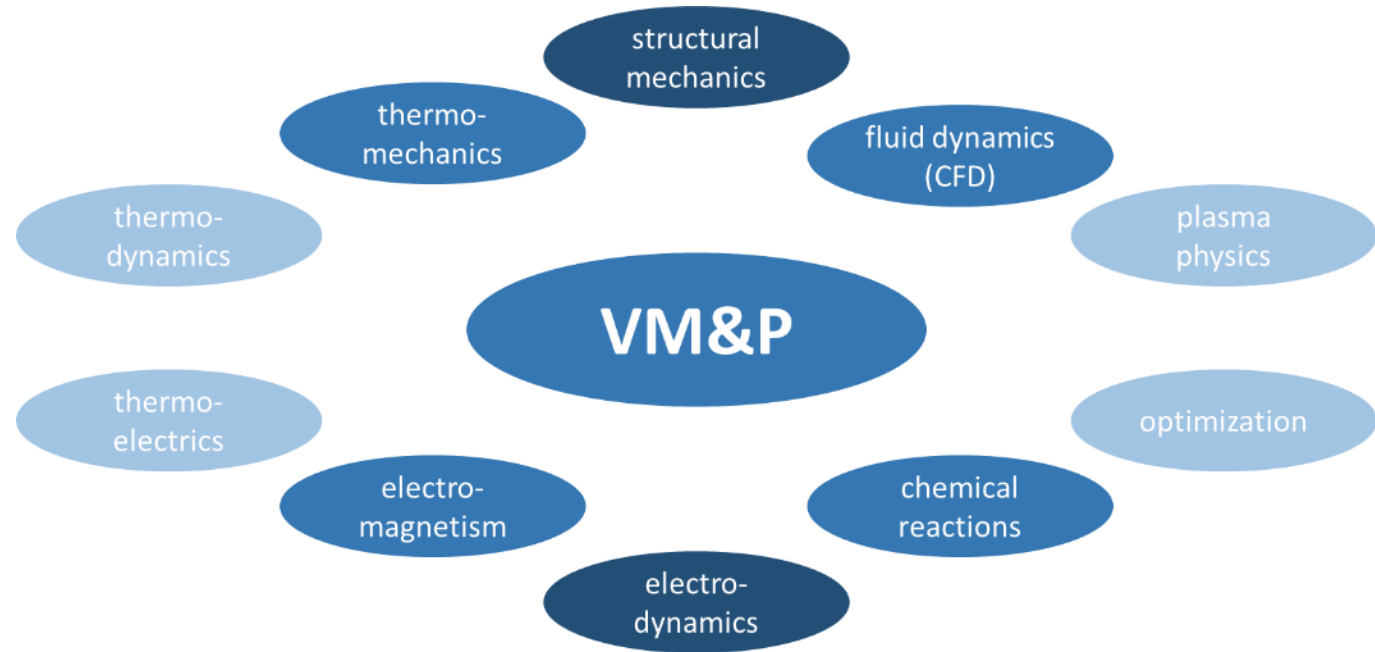 structural
mechanics
thermo-
mechanics
fluid dynamics
(CFD)
thermo-
dynamics
plasma
physics
VM&P
thermo-
electrics
optimization
electro-
magnetism
chemical
reactions
electro-
dynamics